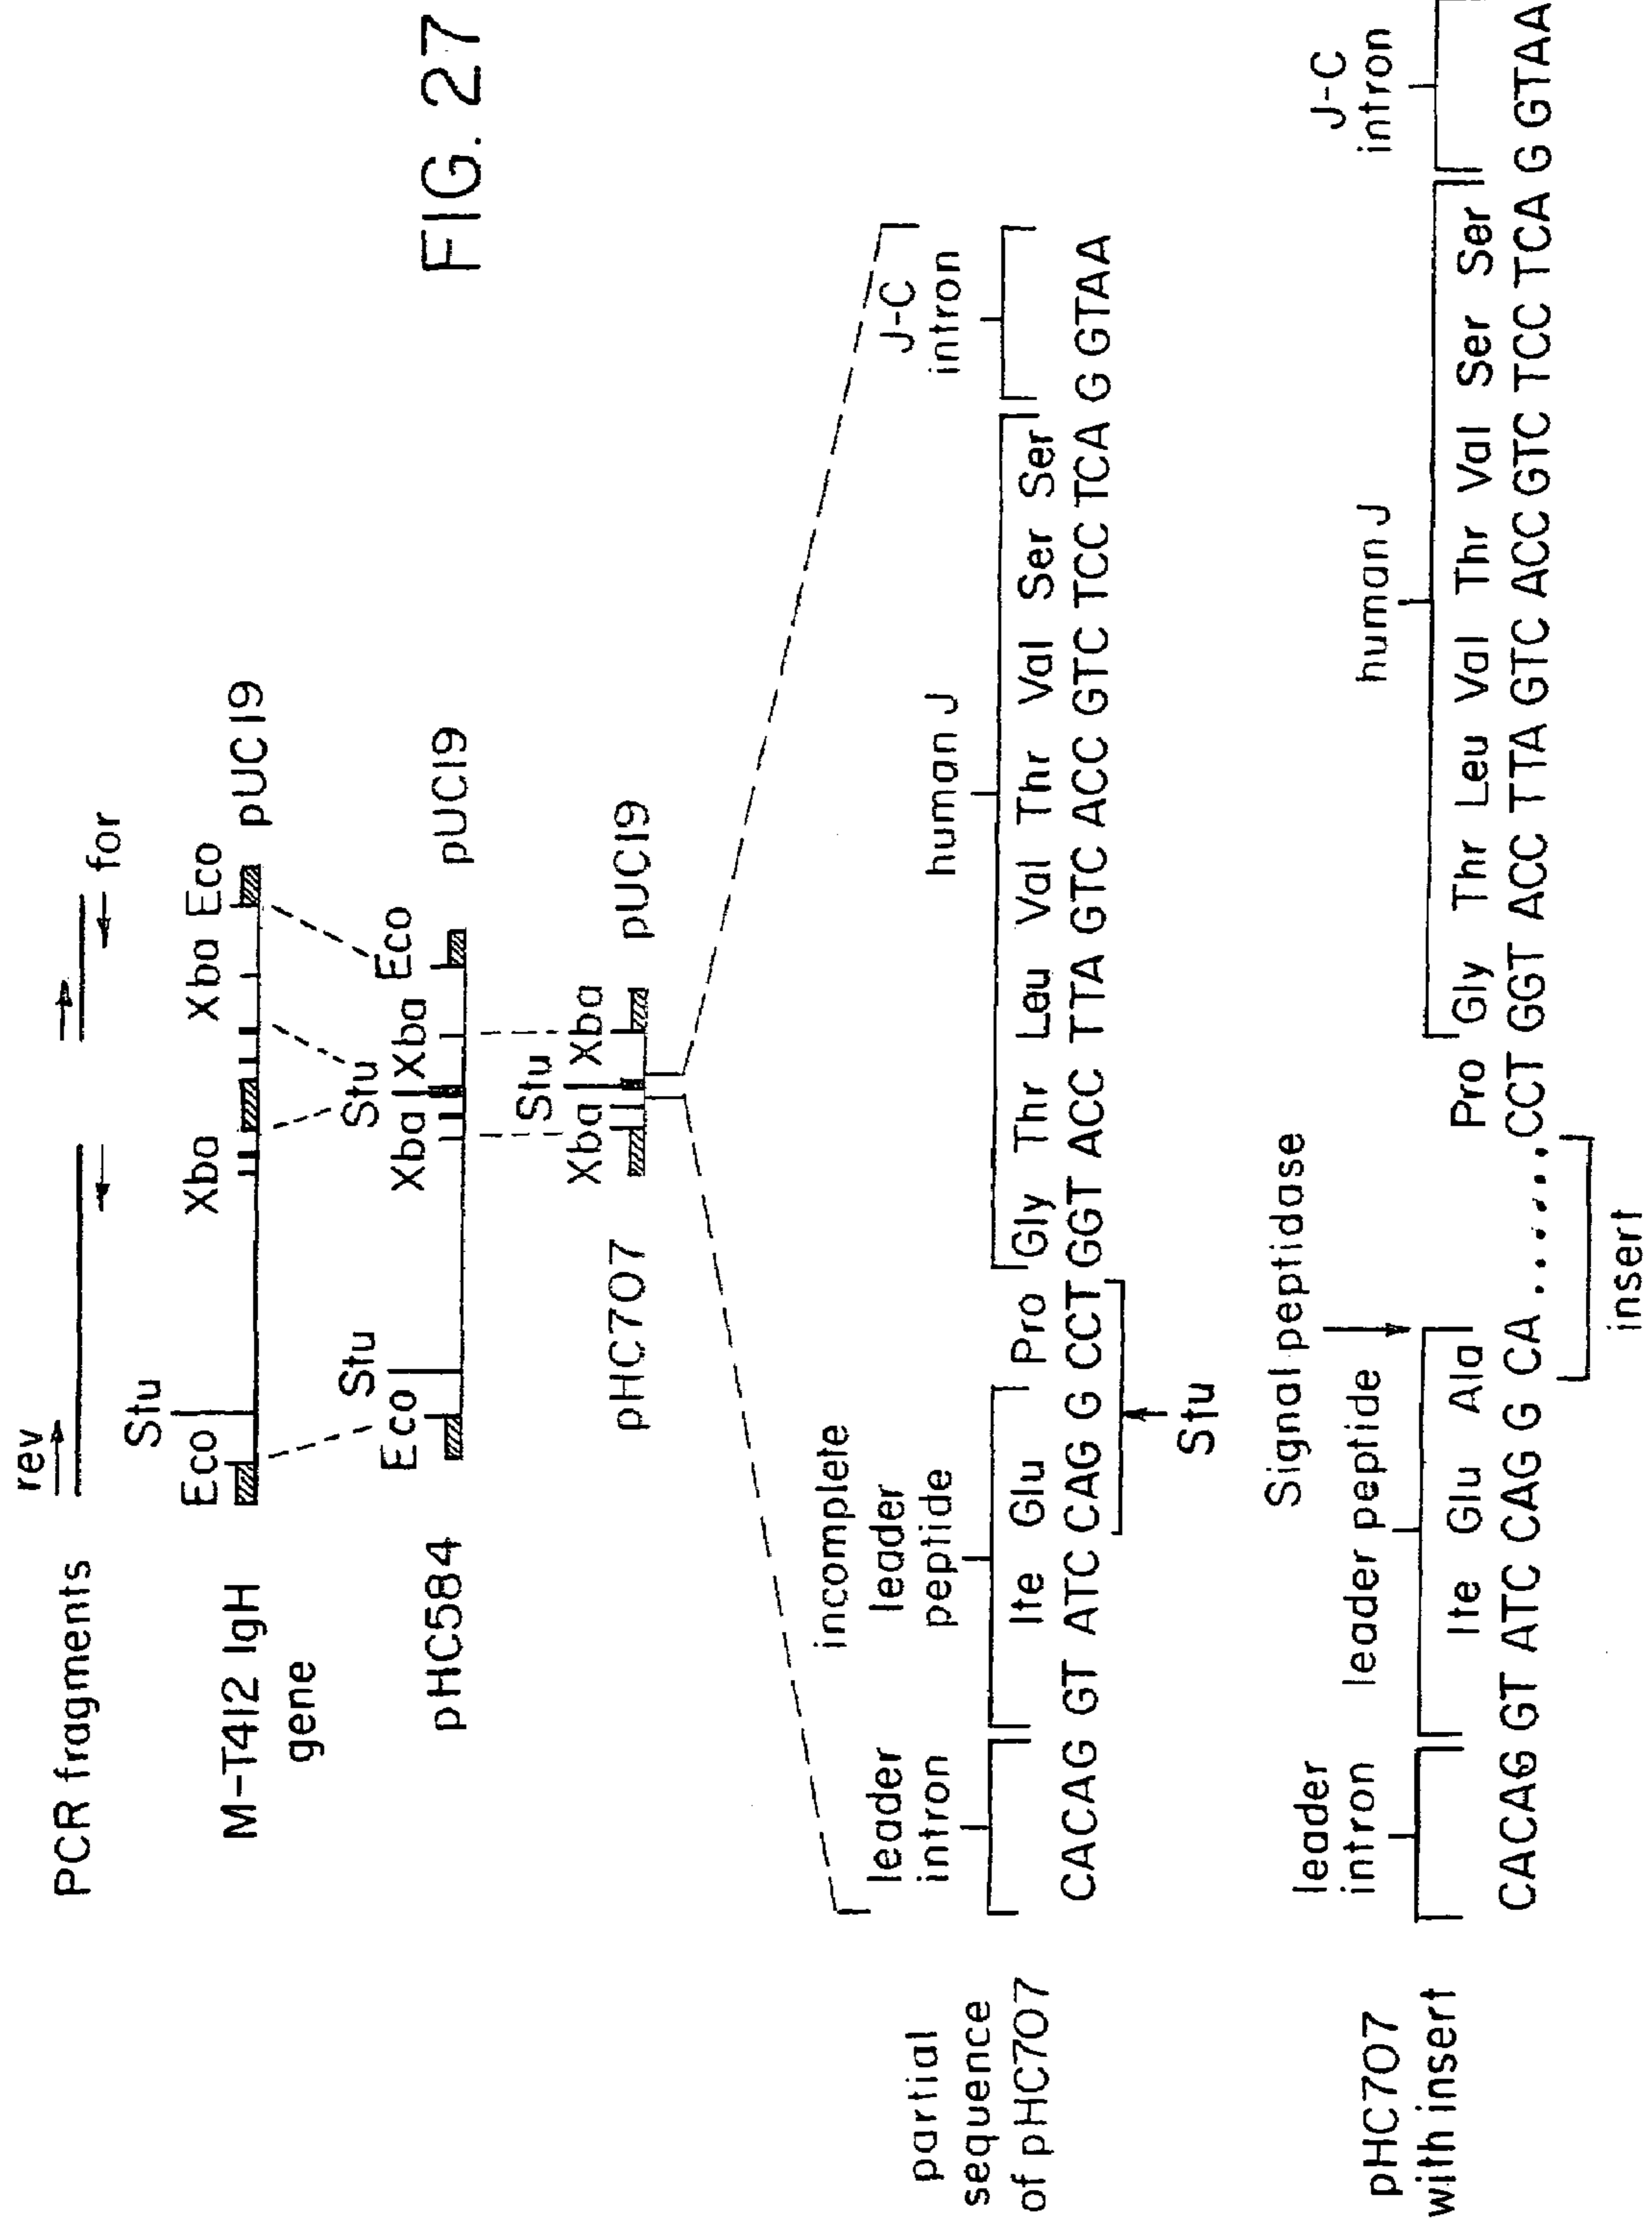 FIG. 27
PCR fragments
rev
for
M-T412 IgH
gene
Eco
Stu
Xba
Xba
Eco
pUC19
pHC584
Eco
Stu
Xba
Stu
Xba
Eco
pUC19
pHC707
Xba
Stu
Xba
pUC19
partial
sequence
of pHC707
leader
intron
incomplete
leader
peptide
human J
J-C
intron
Ite Glu Pro Gly Thr Leu Val Thr Val Ser Ser
CACAG GT ATC CAG G CCT GGT ACC TTA GTC ACC GTC TCC TCA G GTAA
Stu
pHC707
with insert
leader
intron
leader peptide
Signal peptidase
human J
J-C
intron
Ite Glu Ala Pro Gly Thr Leu Val Thr Val Ser Ser
CACAG GT ATC CAG G CA ...... CCT GGT ACC TTA GTC ACC GTC TCC TCA G GTAA
insert